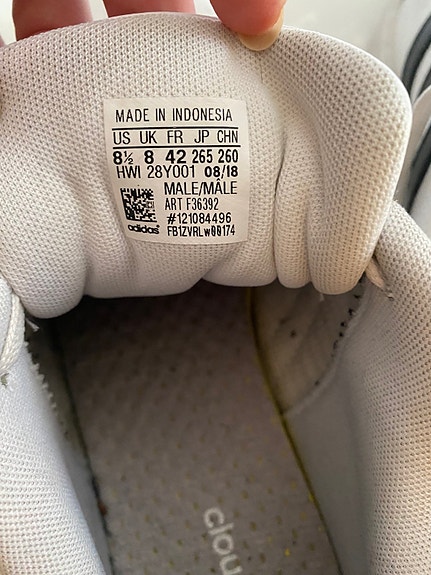 MADE IN INDONESIA
US UK FR JP CHN
8½ 8 42 265 260
HWI 28Y001 08/18
MALE/MÂLE
ART F36392
#121084496
adidas FB1ZVRLw00174
clou